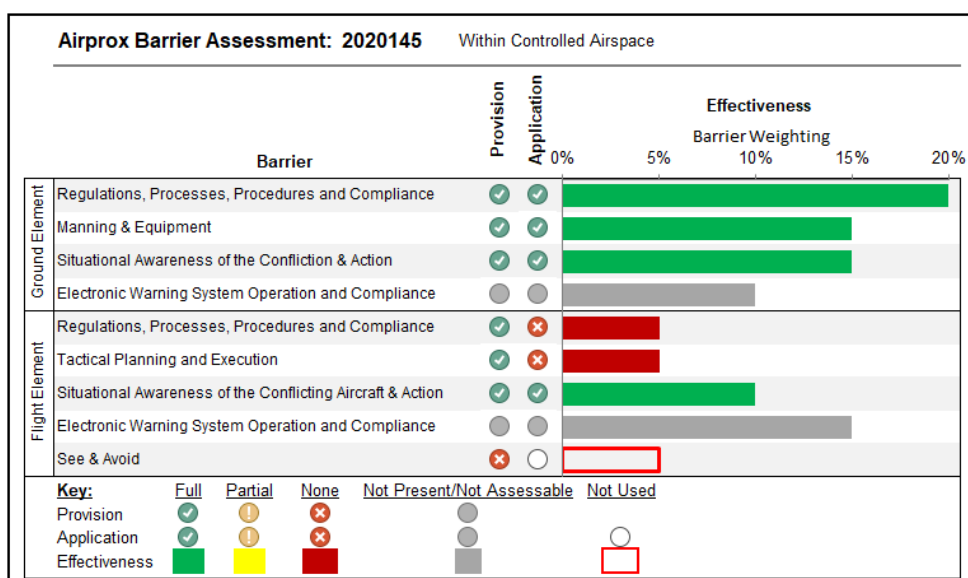 Airprox Barrier Assessment: 2020145 Within Controlled Airspace
Barrier
Provision
Application
Effectiveness
Barrier Weighting
0% 5% 10% 15% 20%
Ground Element
Regulations, Processes, Procedures and Compliance
Manning & Equipment
Situational Awareness of the Confliction & Action
Electronic Warning System Operation and Compliance
Flight Element
Regulations, Processes, Procedures and Compliance
Tactical Planning and Execution
Situational Awareness of the Conflicting Aircraft & Action
Electronic Warning System Operation and Compliance
See & Avoid
Key: Full Partial None Not Present/Not Assessable Not Used
Provision
Application
Effectiveness